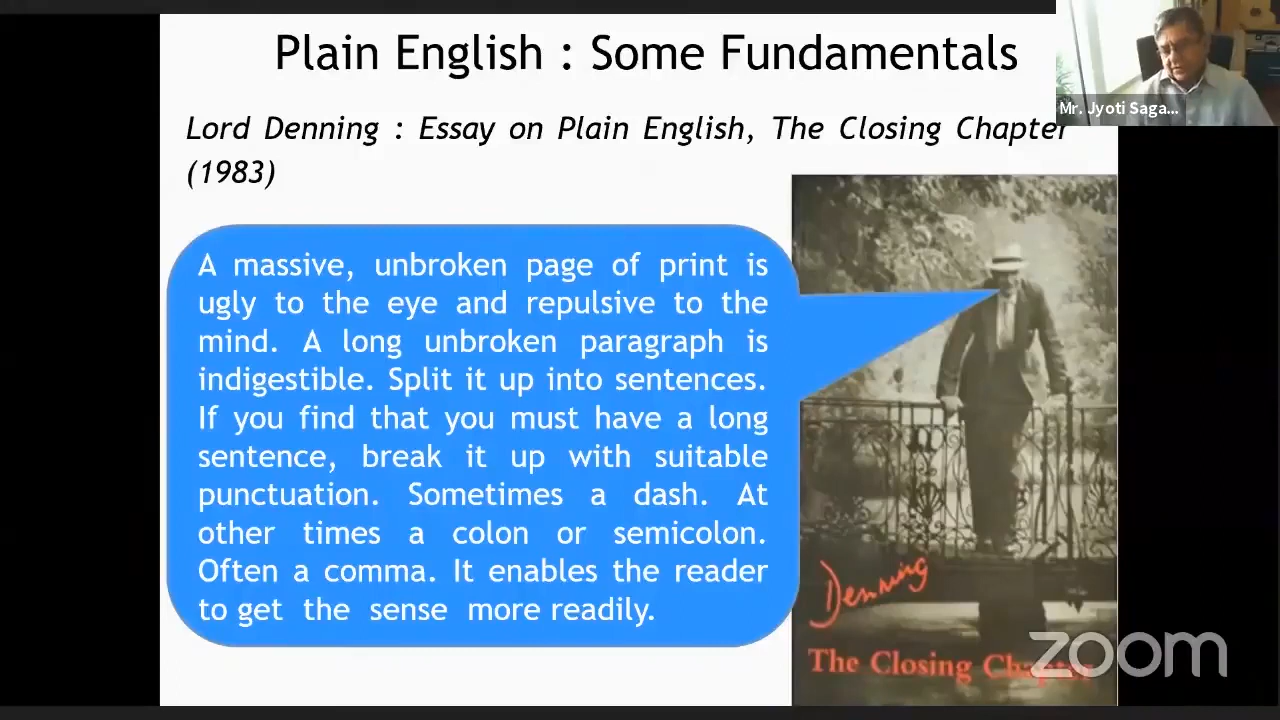 Plain English : Some Fundamentals
Mr. Jyoti Saga...
Lord Denning : Essay on Plain English, The Closing Chapter
(1983)
A massive, unbroken page of print is
ugly to the eye and repulsive to the
mind. A long unbroken paragraph is
indigestible. Split it up into sentences.
If you find that you must have a long
sentence, break it up with suitable
punctuation. Sometimes a dash. At
other times a colon or semicolon.
Often a comma. It enables the reader
to get the sense more readily.
Denning
The Closing Chapter
zoom